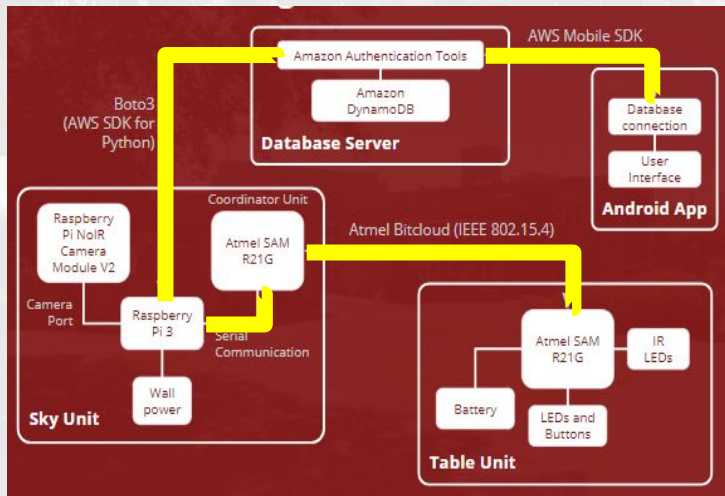 AWS Mobile SDK
Amazon Authentication Tools
Amazon
DynamoDB
Database Server
Boto3
(AWS SDK for
Python)
Database
connection
User
Interface
Android App
Coordinator Unit
Raspberry
Pi NoIR
Camera
Module V2
Atmel SAM
R21G
Atmel Bitcloud (IEEE 802.15.4)
Camera
Port
Raspberry
Pi 3
Serial
Communication
Wall
power
Sky Unit
Atmel SAM
R21G
IR
LEDs
Battery
LEDs and
Buttons
Table Unit